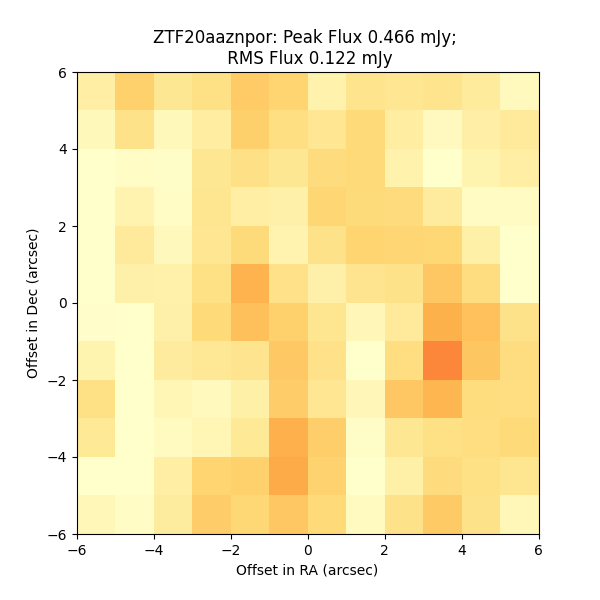 ZTF20aaznpor: Peak Flux 0.466 mJy;
RMS Flux 0.122 mJy
6
4
2
0
−2
−4
−6
Offset in Dec (arcsec)
−6 −4 −2 0 2 4 6
Offset in RA (arcsec)